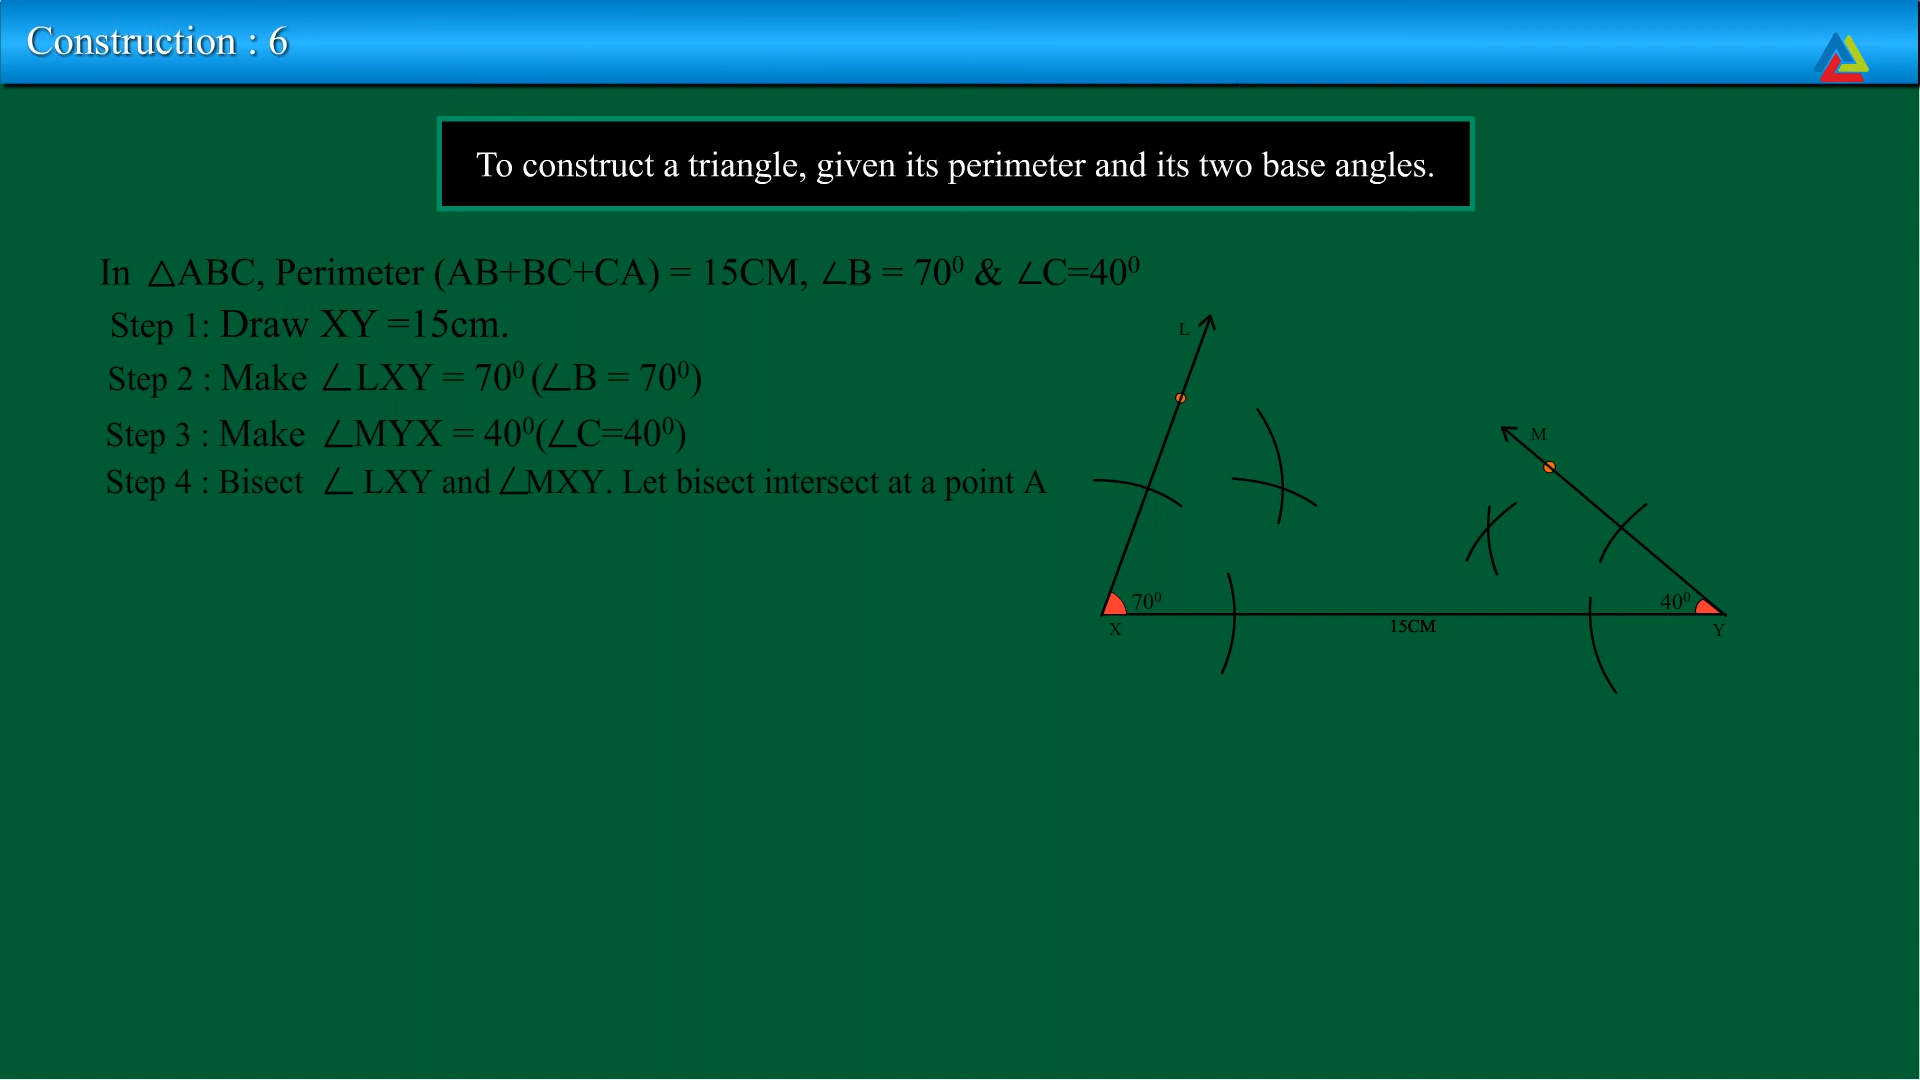 Construction : 6
To construct a triangle, given its perimeter and its two base angles.
In △ABC, Perimeter (AB+BC+CA) = 15CM, ∠B = 70⁰ & ∠C=40⁰
Step 1: Draw XY =15cm.
Step 2 : Make ∠LXY = 70⁰ (∠B = 70⁰)
Step 3 : Make ∠MYX = 40⁰(∠C=40⁰)
Step 4 : Bisect ∠ LXY and ∠MXY. Let bisect intersect at a point A
L
M
70⁰
40⁰
X
15CM
Y